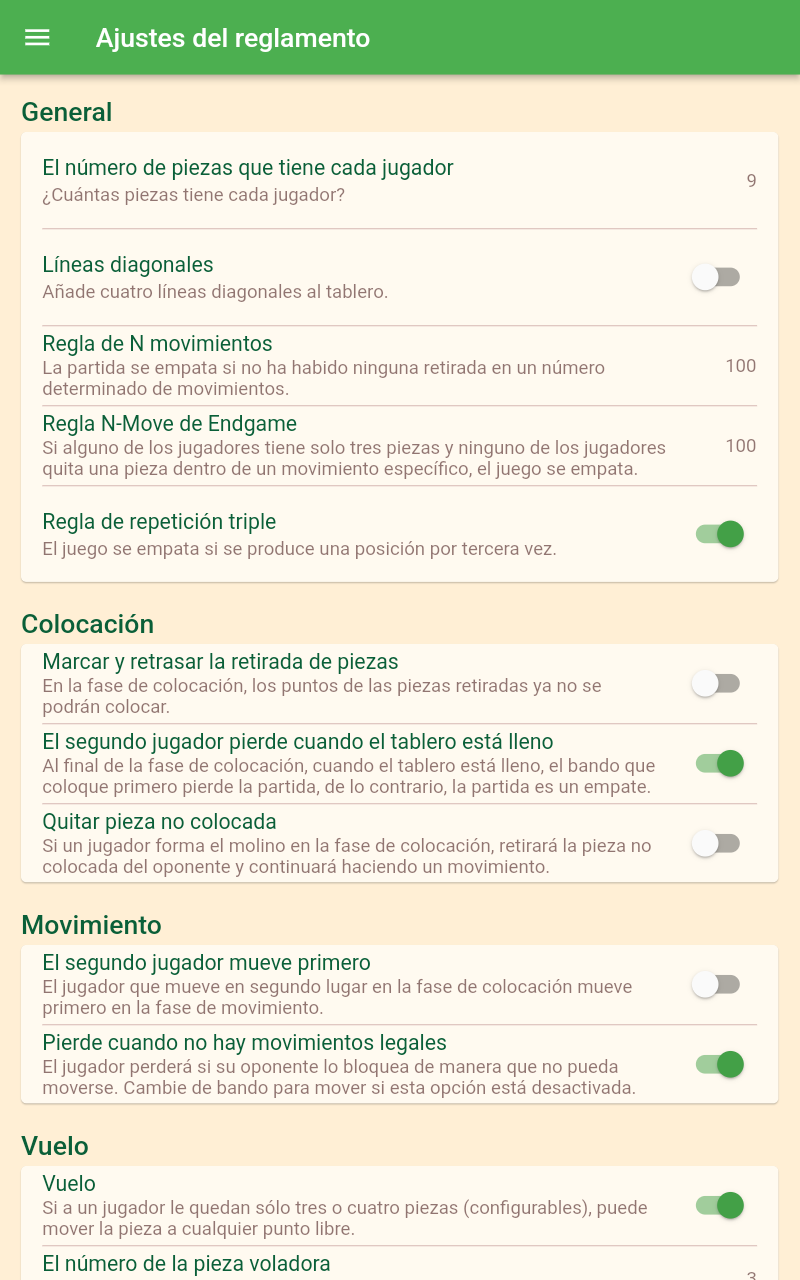 Ajustes del reglamento
General
El número de piezas que tiene cada jugador
¿Cuántas piezas tiene cada jugador?
9
Líneas diagonales
Añade cuatro líneas diagonales al tablero.
Regla de N movimientos
La partida se empata si no ha habido ninguna retirada en un número
determinado de movimientos.
100
Regla N-Move de Endgame
Si alguno de los jugadores tiene solo tres piezas y ninguno de los jugadores
quita una pieza dentro de un movimiento específico, el juego se empata.
100
Regla de repetición triple
El juego se empata si se produce una posición por tercera vez.
Colocación
Marcar y retrasar la retirada de piezas
En la fase de colocación, los puntos de las piezas retiradas ya no se
podrán colocar.
El segundo jugador pierde cuando el tablero está lleno
Al final de la fase de colocación, cuando el tablero está lleno, el bando que
coloque primero pierde la partida, de lo contrario, la partida es un empate.
Quitar pieza no colocada
Si un jugador forma el molino en la fase de colocación, retirará la pieza no
colocada del oponente y continuará haciendo un movimiento.
Movimiento
El segundo jugador mueve primero
El jugador que mueve en segundo lugar en la fase de colocación mueve
primero en la fase de movimiento.
Pierde cuando no hay movimientos legales
El jugador perderá si su oponente lo bloquea de manera que no pueda
moverse. Cambie de bando para mover si esta opción está desactivada.
Vuelo
Vuelo
Si a un jugador le quedan sólo tres o cuatro piezas (configurables), puede
mover la pieza a cualquier punto libre.
El número de la pieza voladora
3